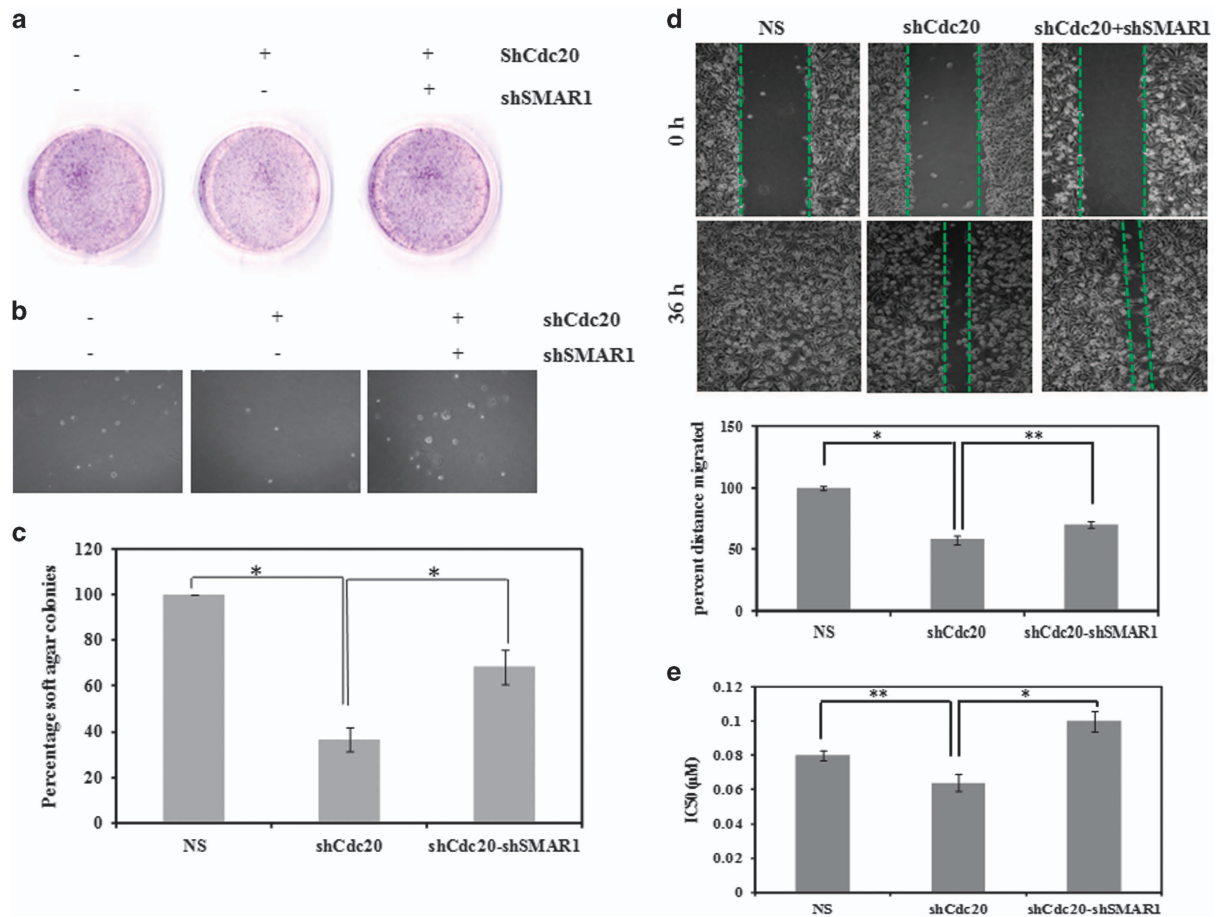 a
- + + ShCdc20
- - + shSMAR1
b
- + + shCdc20
- - + shSMAR1
c
120
100
80
60
40
20
0
Percentage soft agar colonies
* *
NS shCdc20 shCdc20-shSMAR1
d
NS shCdc20 shCdc20+shSMAR1
0 h
36 h
150
100
50
0
percent distance migrated
* **
NS shCdc20 shCdc20-shSMAR1
e
0.12
0.1
0.08
0.06
0.04
0.02
0
IC50 (µM)
** *
NS shCdc20 shCdc20-shSMAR1